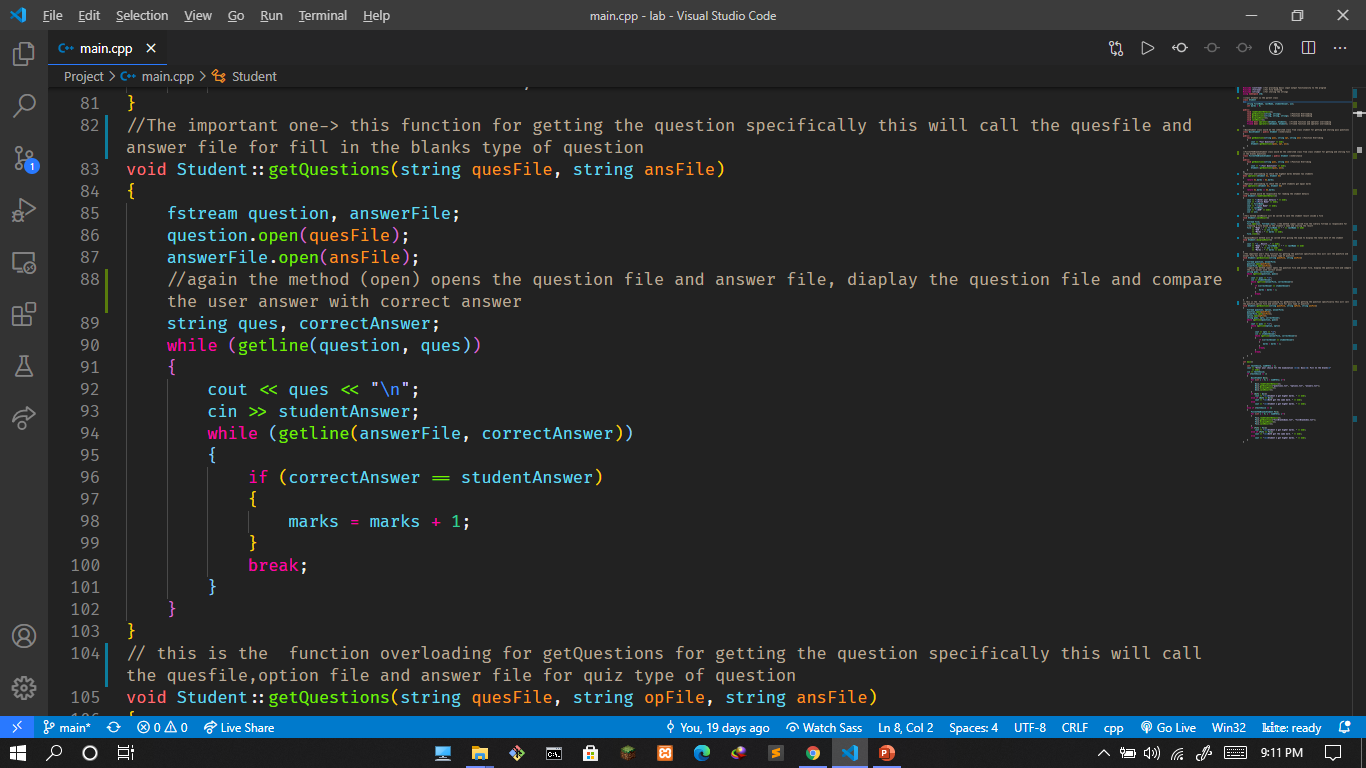 File Edit Selection View Go Run Terminal Help main.cpp - lab - Visual Studio Code
main.cpp
Project > main.cpp > Student
81 }
82 //The important one-> this function for getting the question specifically this will call the quesfile and
answer file for fill in the blanks type of question
83 void Student::getQuestions(string quesFile, string ansFile)
84 {
85 fstream question, answerFile;
86 question.open(quesFile);
87 answerFile.open(ansFile);
88 //again the method (open) opens the question file and answer file, diaplay the question file and compare
the user answer with correct answer
89 string ques, correctAnswer;
90 while (getline(question, ques))
91 {
92 cout << ques << "\n";
93 cin >> studentAnswer;
94 while (getline(answerFile, correctAnswer))
95 {
96 if (correctAnswer == studentAnswer)
97 {
98 marks = marks + 1;
99 }
100 break;
101 }
102 }
103 }
104 // this is the  function overloading for getQuestions for getting the question specifically this will call
the quesfile,option file and answer file for quiz type of question
105 void Student::getQuestions(string quesFile, string opFile, string ansFile)
1
main* 0 0 Live Share You, 19 days ago Watch Sass Ln 8, Col 2 Spaces: 4 UTF-8 CRLF cpp Go Live Win32 kite: ready
9:11 PM